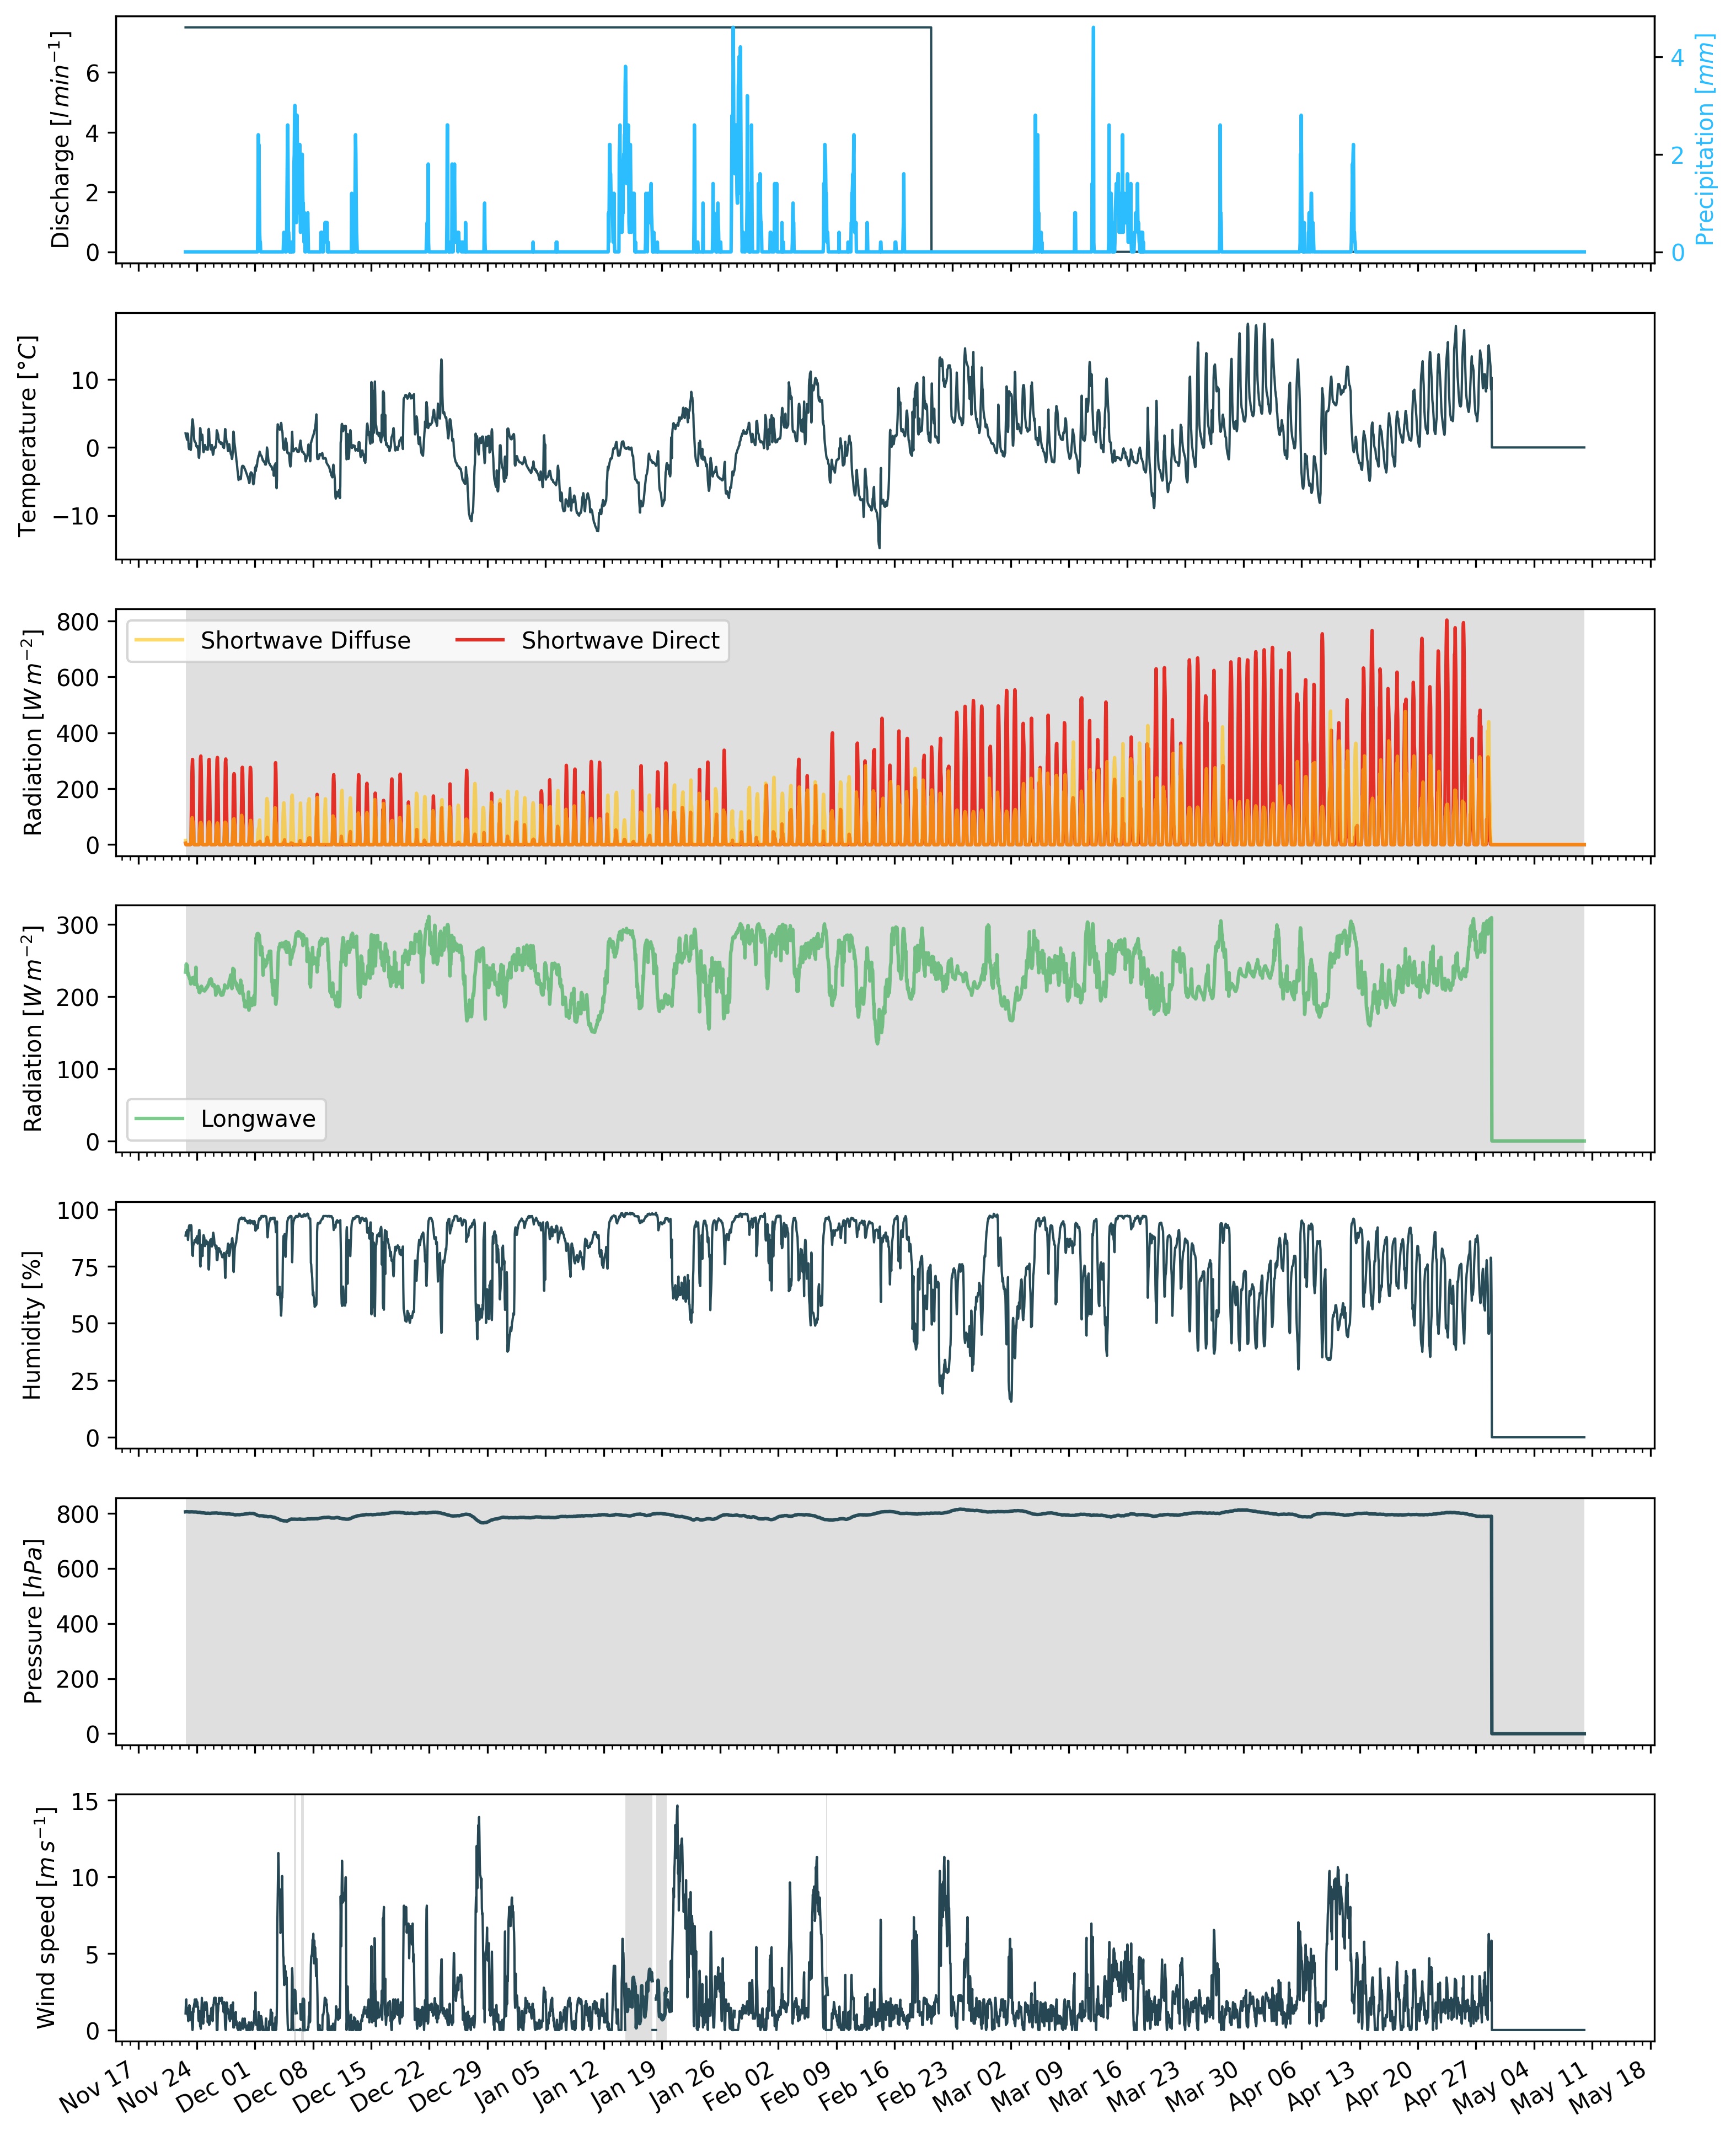 Discharge [l min⁻¹]
6
4
2
0
4
2
0
Precipitation [mm]
Temperature [°C]
10
0
−10
Radiation [W m⁻²]
800
600
400
200
0
Shortwave Diffuse
Shortwave Direct
Radiation [W m⁻²]
300
200
100
0
Longwave
Humidity [%]
100
75
50
25
0
Pressure [hPa]
800
600
400
200
0
Wind speed [m s⁻¹]
15
10
5
0
Nov 17
Nov 24
Dec 01
Dec 08
Dec 15
Dec 22
Dec 29
Jan 05
Jan 12
Jan 19
Jan 26
Feb 02
Feb 09
Feb 16
Feb 23
Mar 02
Mar 09
Mar 16
Mar 23
Mar 30
Apr 06
Apr 13
Apr 20
Apr 27
May 04
May 11
May 18